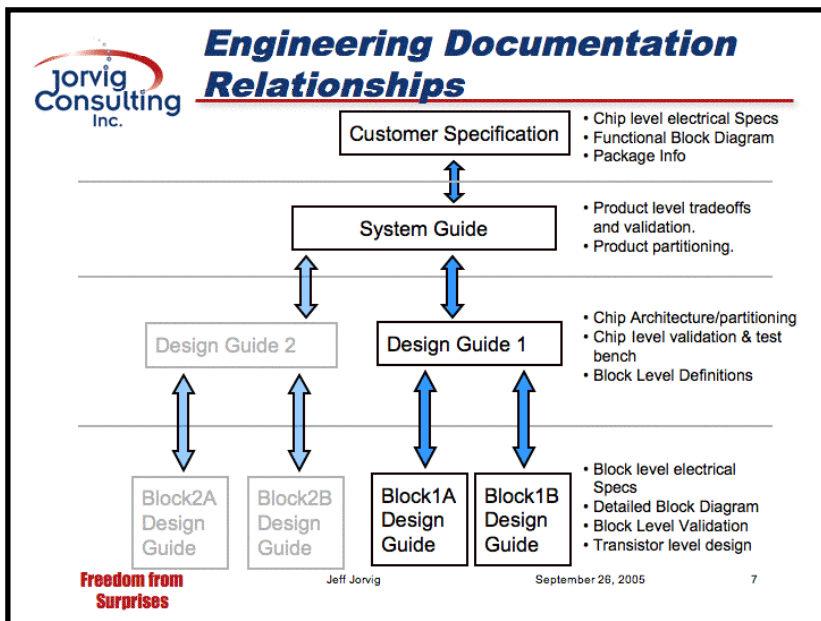 Jorvig
Consulting
Inc.
Engineering Documentation
Relationships
Customer Specification
• Chip level electrical Specs
• Functional Block Diagram
• Package Info
System Guide
• Product level tradeoffs
and validation.
• Product partitioning.
Design Guide 2
Design Guide 1
• Chip Architecture/partitioning
• Chip level validation & test
bench
• Block Level Definitions
Block2A
Design
Guide
Block2B
Design
Guide
Block1A
Design
Guide
Block1B
Design
Guide
• Block level electrical
Specs
• Detailed Block Diagram
• Block Level Validation
• Transistor level design
Freedom from
Surprises
Jeff Jorvig
September 26, 2005
7